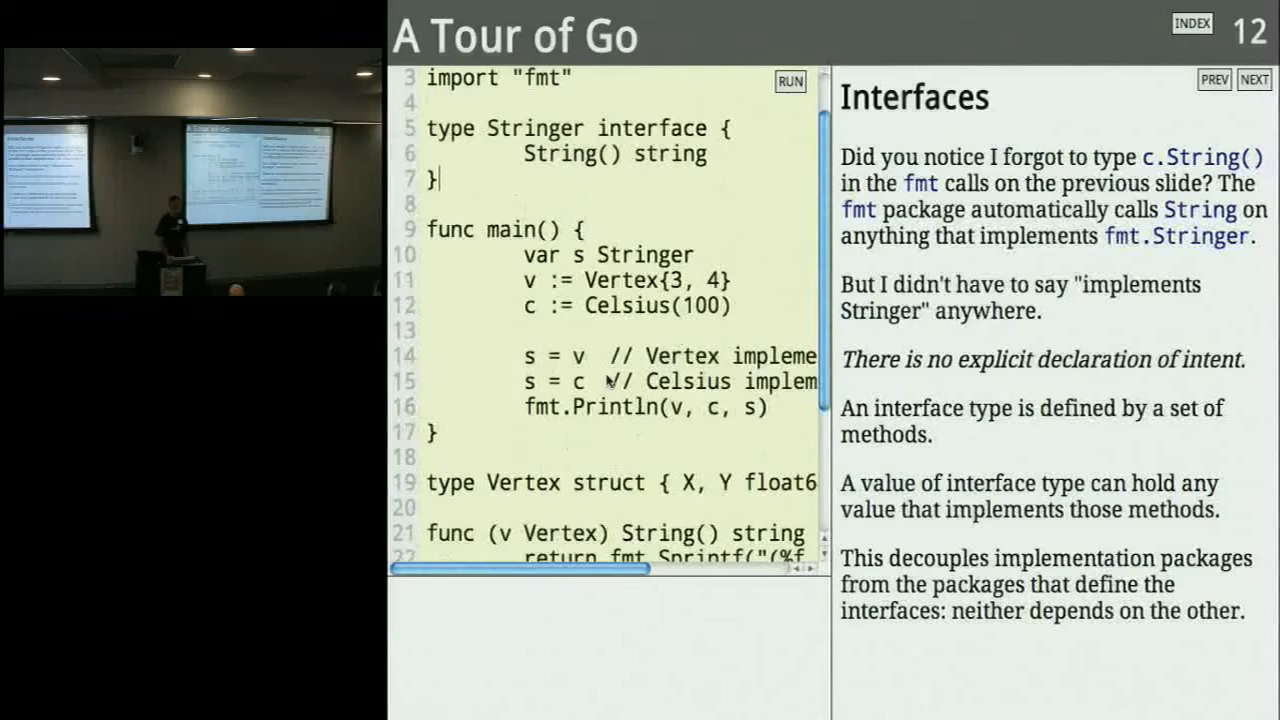 A Tour of Go
INDEX
12
3 import "fmt"
RUN
4
5 type Stringer interface {
6 String() string
7 }
8
9 func main() {
10 var s Stringer
11 v := Vertex{3, 4}
12 c := Celsius(100)
13
14 s = v // Vertex impleme
15 s = c // Celsius implem
16 fmt.Println(v, c, s)
17 }
18
19 type Vertex struct { X, Y float6
20
21 func (v Vertex) String() string
22 return fmt.Sprintf("(%f
PREV
NEXT
Interfaces
Did you notice I forgot to type c.String()
in the fmt calls on the previous slide? The
fmt package automatically calls String on
anything that implements fmt.Stringer.
But I didn't have to say "implements
Stringer" anywhere.
There is no explicit declaration of intent.
An interface type is defined by a set of
methods.
A value of interface type can hold any
value that implements those methods.
This decouples implementation packages
from the packages that define the
interfaces: neither depends on the other.
A Tour of Go